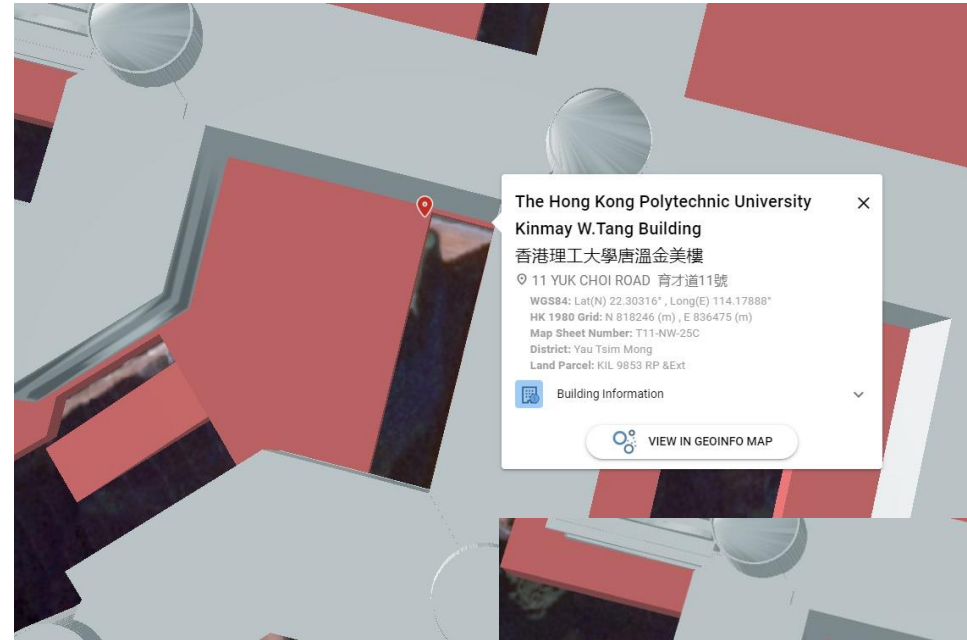 The Hong Kong Polytechnic University
Kinmay W.Tang Building
香港理工大學唐溫金美樓
11 YUK CHOI ROAD 育才道11號
WGS84: Lat(N) 22.30316° , Long(E) 114.17888°
HK 1980 Grid: N 818246 (m) , E 836475 (m)
Map Sheet Number: T11-NW-25C
District: Yau Tsim Mong
Land Parcel: KIL 9853 RP &Ext
Building Information
VIEW IN GEOINFO MAP